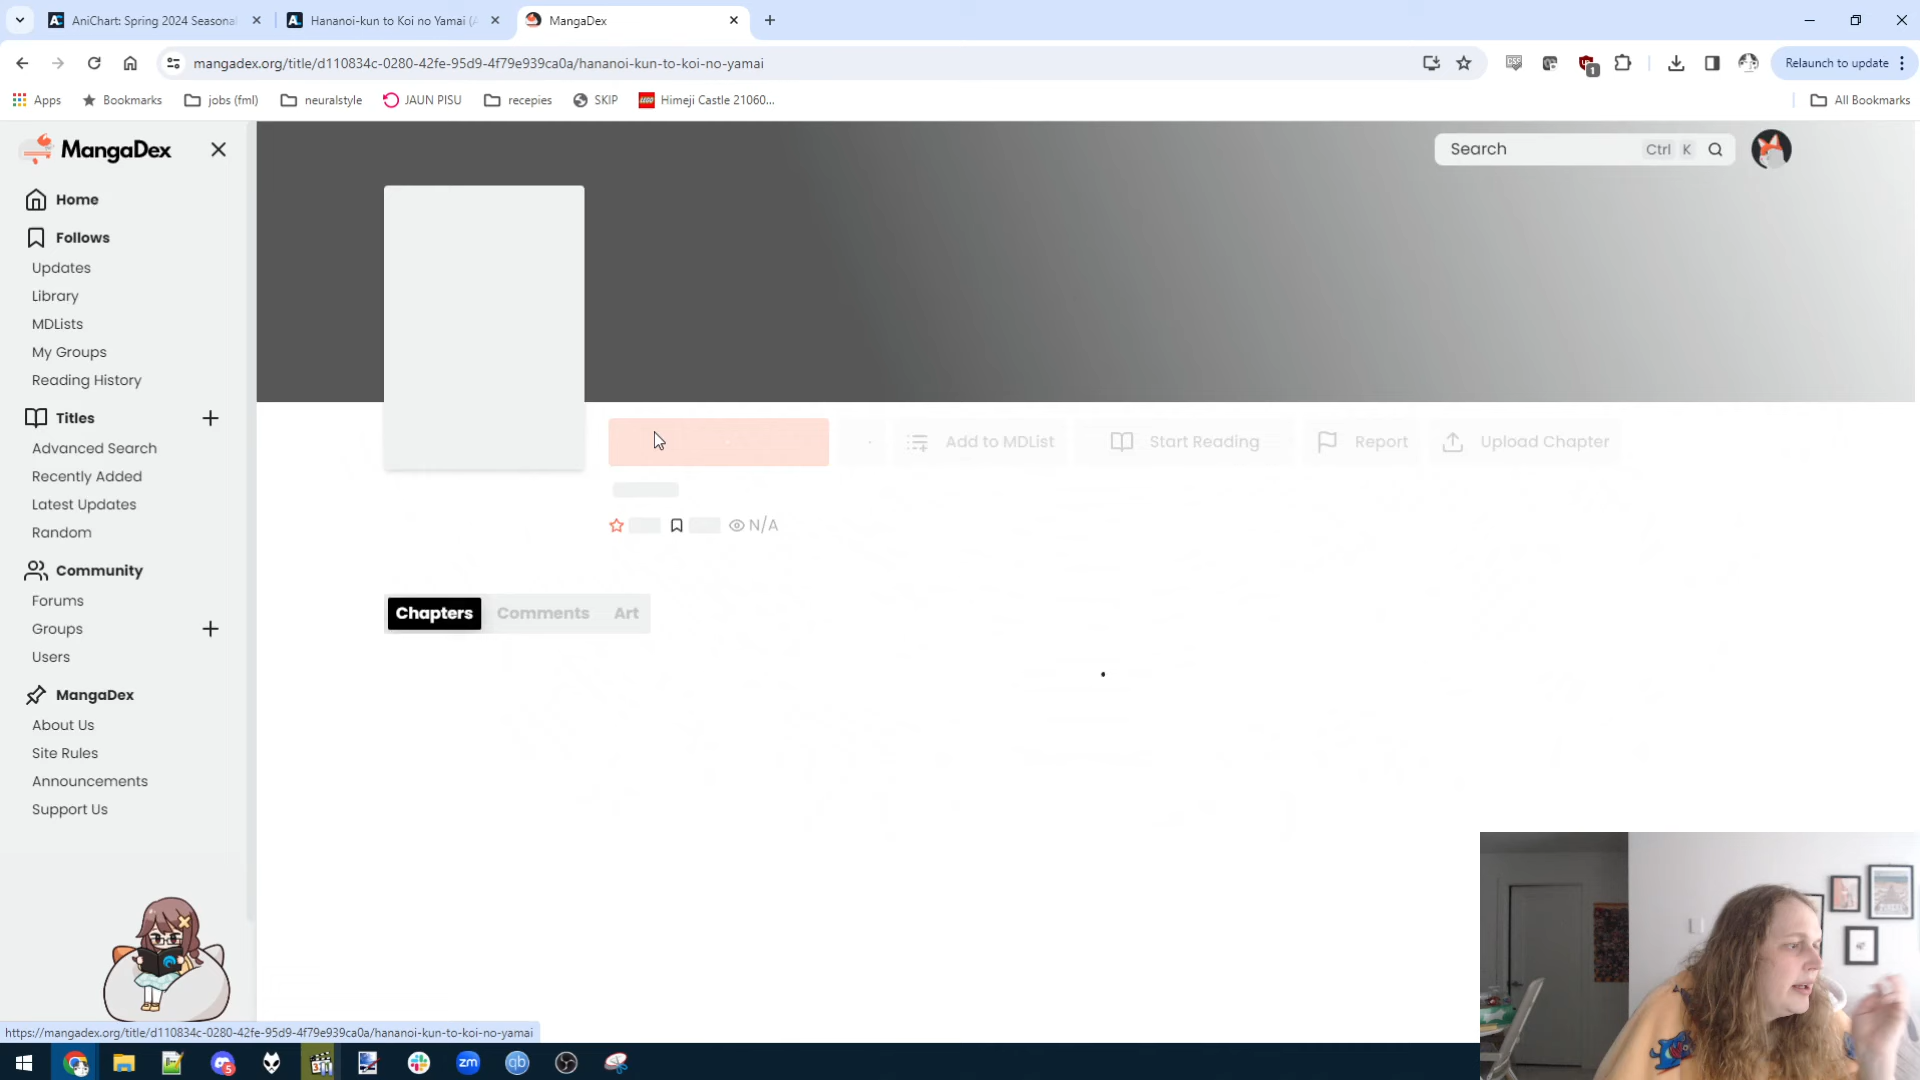 AniChart: Spring 2024 Seasonal
Hananoi-kun to Koi no Yamai (A
MangaDex
mangadex.org/title/d110834c-0280-42fe-95d9-4f79e939ca0a/hananoi-kun-to-koi-no-yamai
1
Relaunch to update
Apps
Bookmarks
jobs (fml)
neuralstyle
JAUN PISU
recepies
SKIP
Himeji Castle 21060...
All Bookmarks
MangaDex
Search
Ctrl K
Home
Follows
Updates
Library
MDLists
My Groups
Reading History
Titles
Advanced Search
Recently Added
Latest Updates
Random
Community
Forums
Groups
Users
MangaDex
About Us
Site Rules
Announcements
Support Us
Add to MDList
Start Reading
Report
Upload Chapter
N/A
Chapters
Comments
Art
https://mangadex.org/title/d110834c-0280-42fe-95d9-4f79e939ca0a/hananoi-kun-to-koi-no-yamai
5
zm
qb